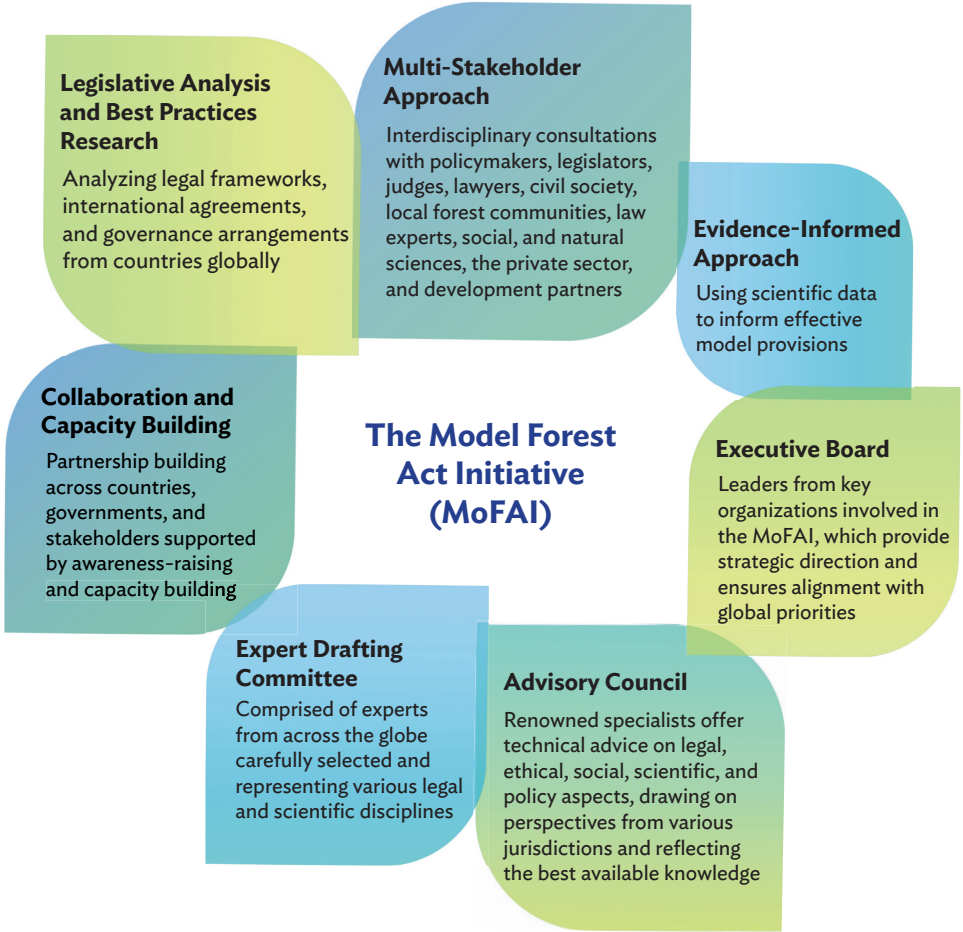 Legislative Analysis
and Best Practices
Research
Analyzing legal frameworks,
international agreements,
and governance arrangements
from countries globally
Multi-Stakeholder
Approach
Interdisciplinary consultations
with policymakers, legislators,
judges, lawyers, civil society,
local forest communities, law
experts, social, and natural
sciences, the private sector,
and development partners
Evidence-Informed
Approach
Using scientific data
to inform effective
model provisions
Collaboration and
Capacity Building
Partnership building
across countries,
governments, and
stakeholders supported
by awareness-raising
and capacity building
The Model Forest
Act Initiative
(MoFAI)
Executive Board
Leaders from key
organizations involved in
the MoFAI, which provide
strategic direction and
ensures alignment with
global priorities
Expert Drafting
Committee
Comprised of experts
from across the globe
carefully selected and
representing various legal
and scientific disciplines
Advisory Council
Renowned specialists offer
technical advice on legal,
ethical, social, scientific, and
policy aspects, drawing on
perspectives from various
jurisdictions and reflecting
the best available knowledge